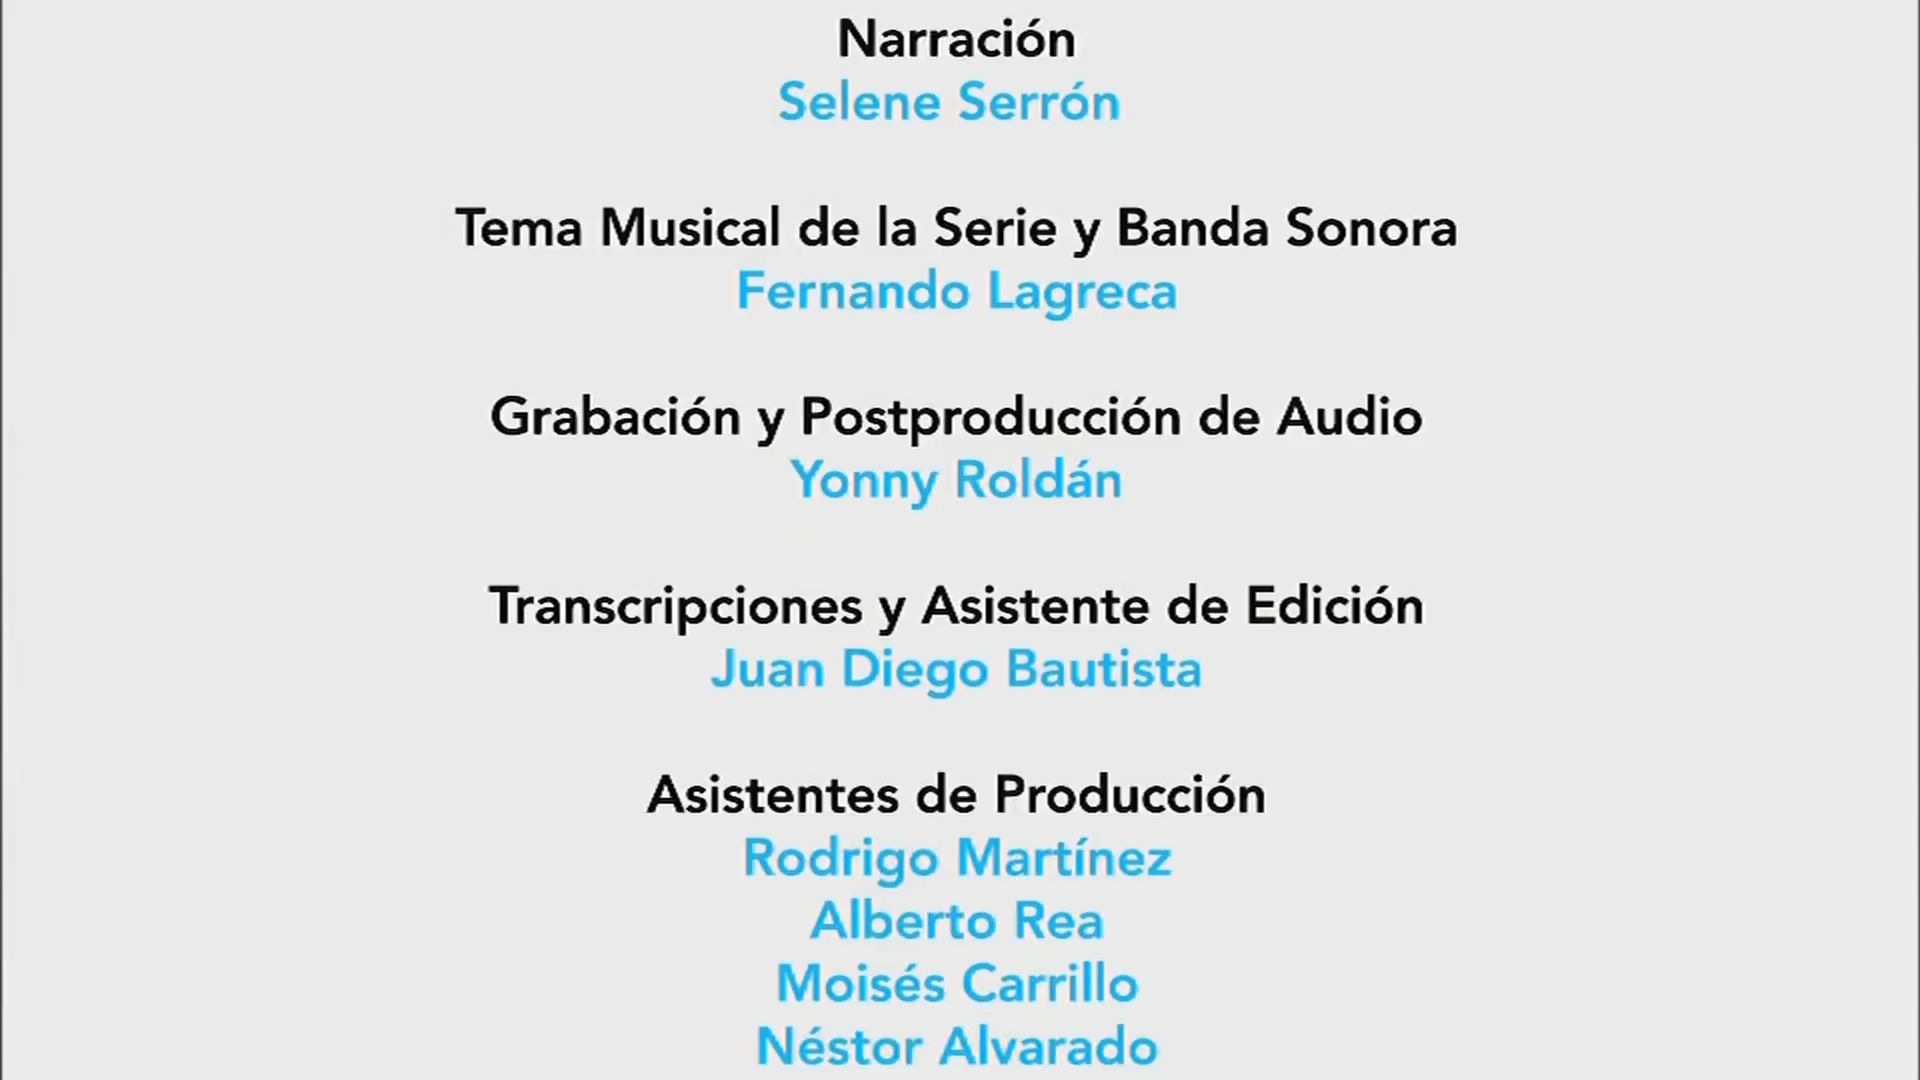 Narración
Selene Serrón
Tema Musical de la Serie y Banda Sonora
Fernando Lagreca
Grabación y Postproducción de Audio
Yonny Roldán
Transcripciones y Asistente de Edición
Juan Diego Bautista
Asistentes de Producción
Rodrigo Martínez
Alberto Rea
Moisés Carrillo
Néstor Alvarado